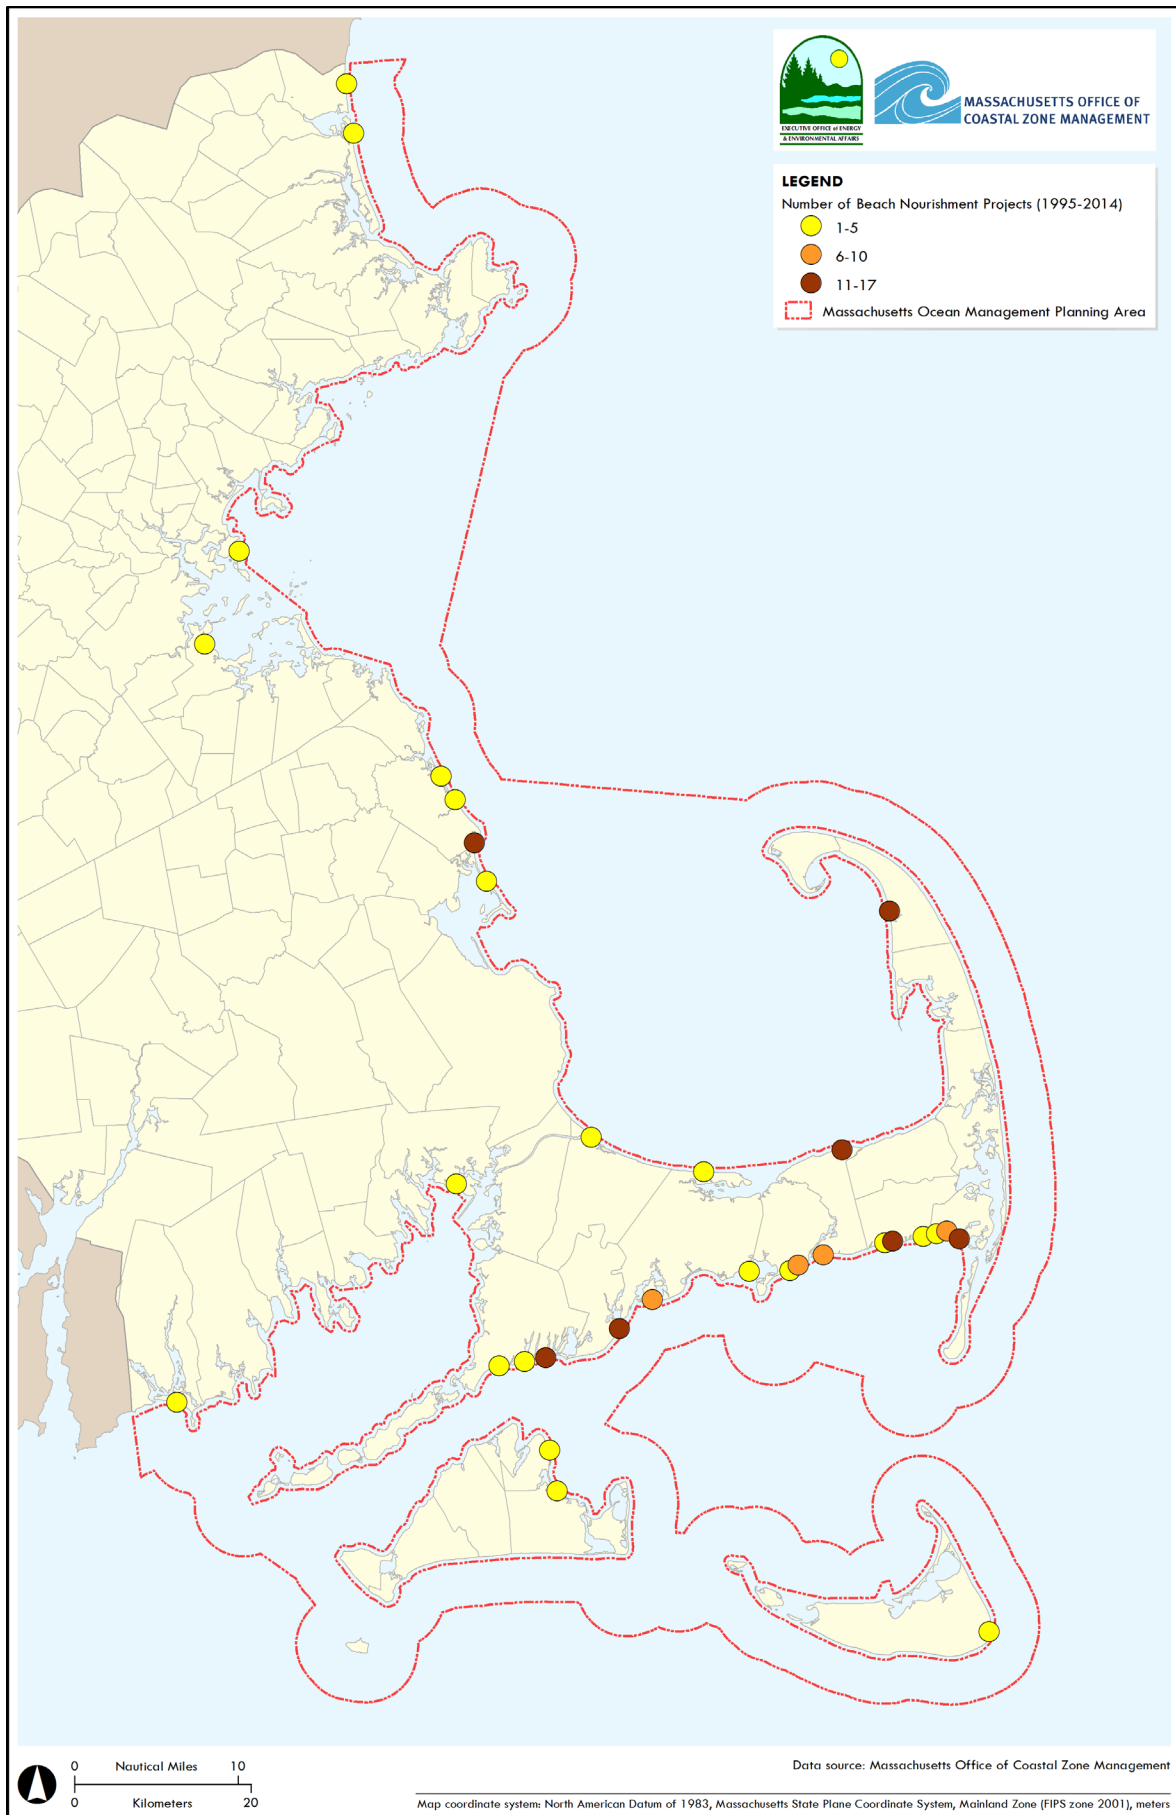 EXECUTIVE OFFICE of ENERGY
& ENVIRONMENTAL AFFAIRS
MASSACHUSETTS OFFICE OF
COASTAL ZONE MANAGEMENT
LEGEND
Number of Beach Nourishment Projects (1995-2014)
1-5
6-10
11-17
Massachusetts Ocean Management Planning Area
0 Nautical Miles 10
0 Kilometers 20
Data source: Massachusetts Office of Coastal Zone Management
Map coordinate system: North American Datum of 1983, Massachusetts State Plane Coordinate System, Mainland Zone (FIPS zone 2001), meters